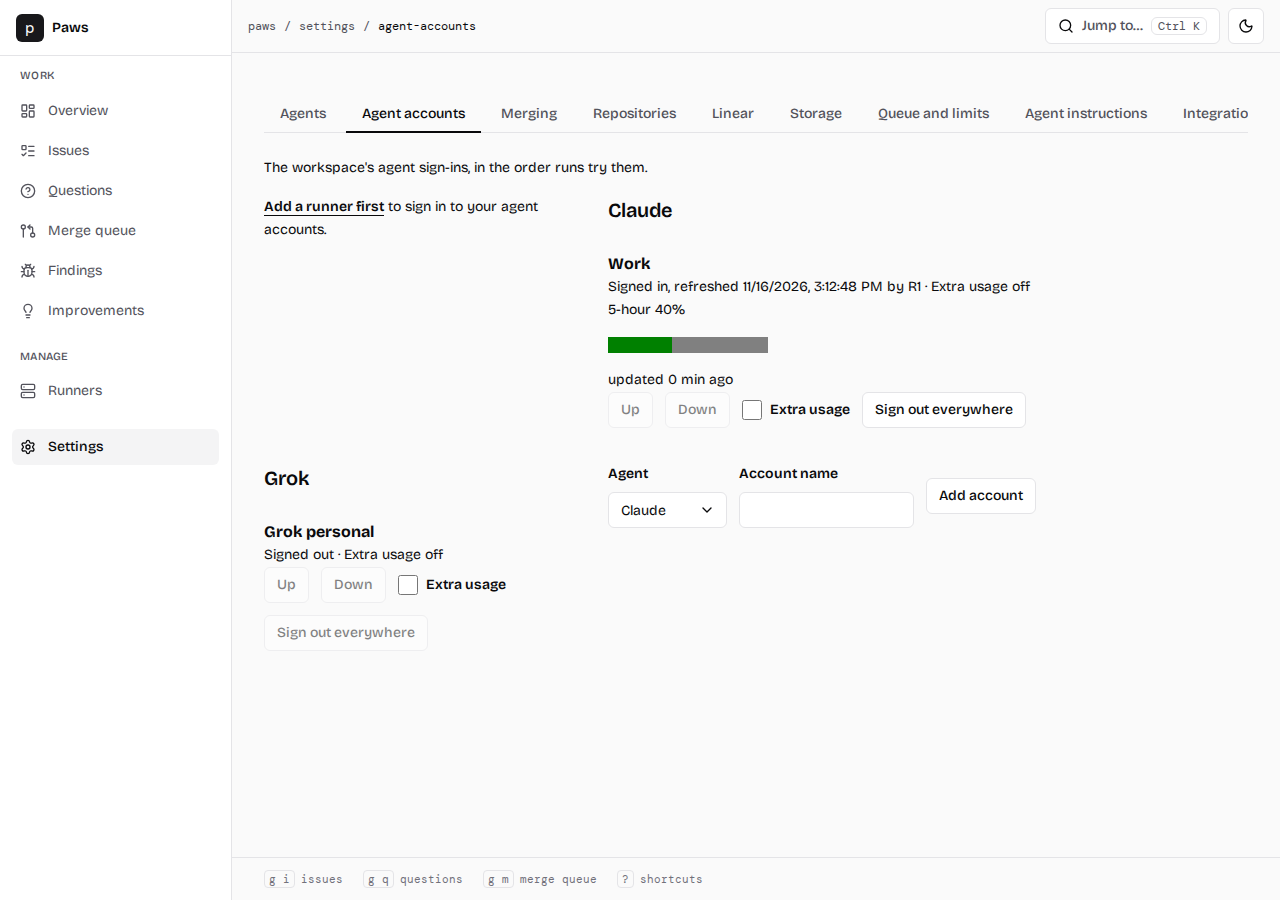 p Paws
WORK
Overview
Issues
Questions
Merge queue
Findings
Improvements
MANAGE
Runners
Settings
paws / settings / agent-accounts
Jump to... Ctrl K
Agents Agent accounts Merging Repositories Linear Storage Queue and limits Agent instructions Integratio
The workspace's agent sign-ins, in the order runs try them.
Add a runner first to sign in to your agent
accounts.
Claude
Work
Signed in, refreshed 11/16/2026, 3:12:48 PM by R1 · Extra usage off
5-hour 40%
updated 0 min ago
Up Down Extra usage Sign out everywhere
Grok
Grok personal
Signed out · Extra usage off
Up Down Extra usage
Sign out everywhere
Agent Account name
Claude Add account
g i issues g q questions g m merge queue ? shortcuts